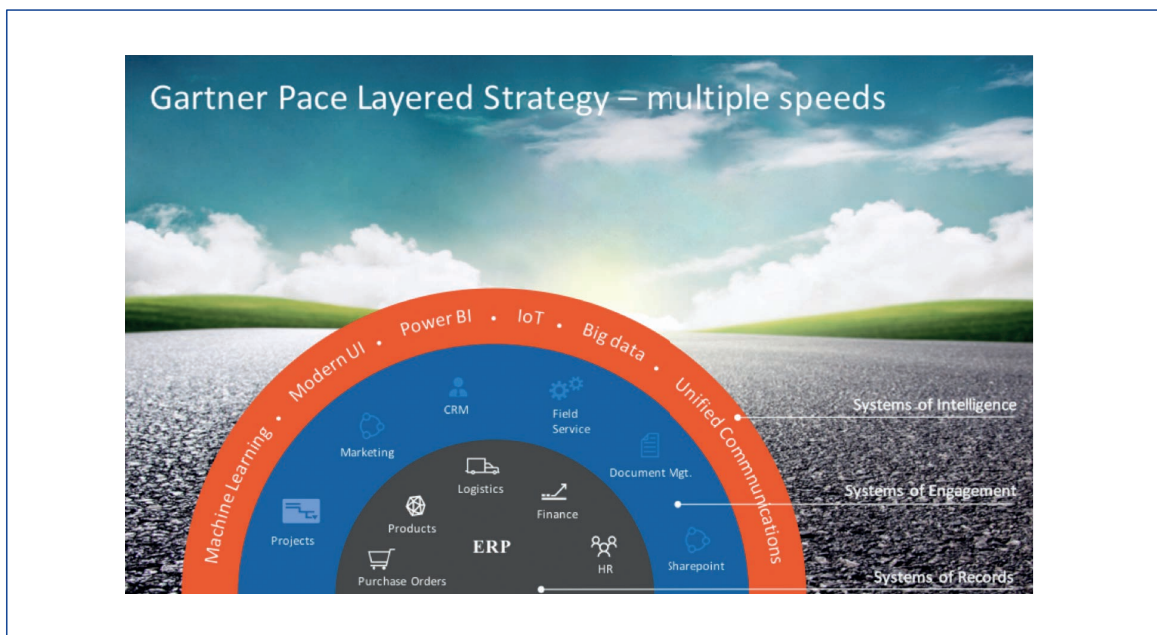 Gartner Pace Layered Strategy – multiple speeds
Machine Learning • Modern UI • Power BI • IoT • Big data • Unified Communications
Systems of Intelligence
Projects
Marketing
CRM
Field
Service
Document Mgt.
Sharepoint
Systems of Engagement
Purchase Orders
Products
Logistics
Finance
HR
ERP
Systems of Records